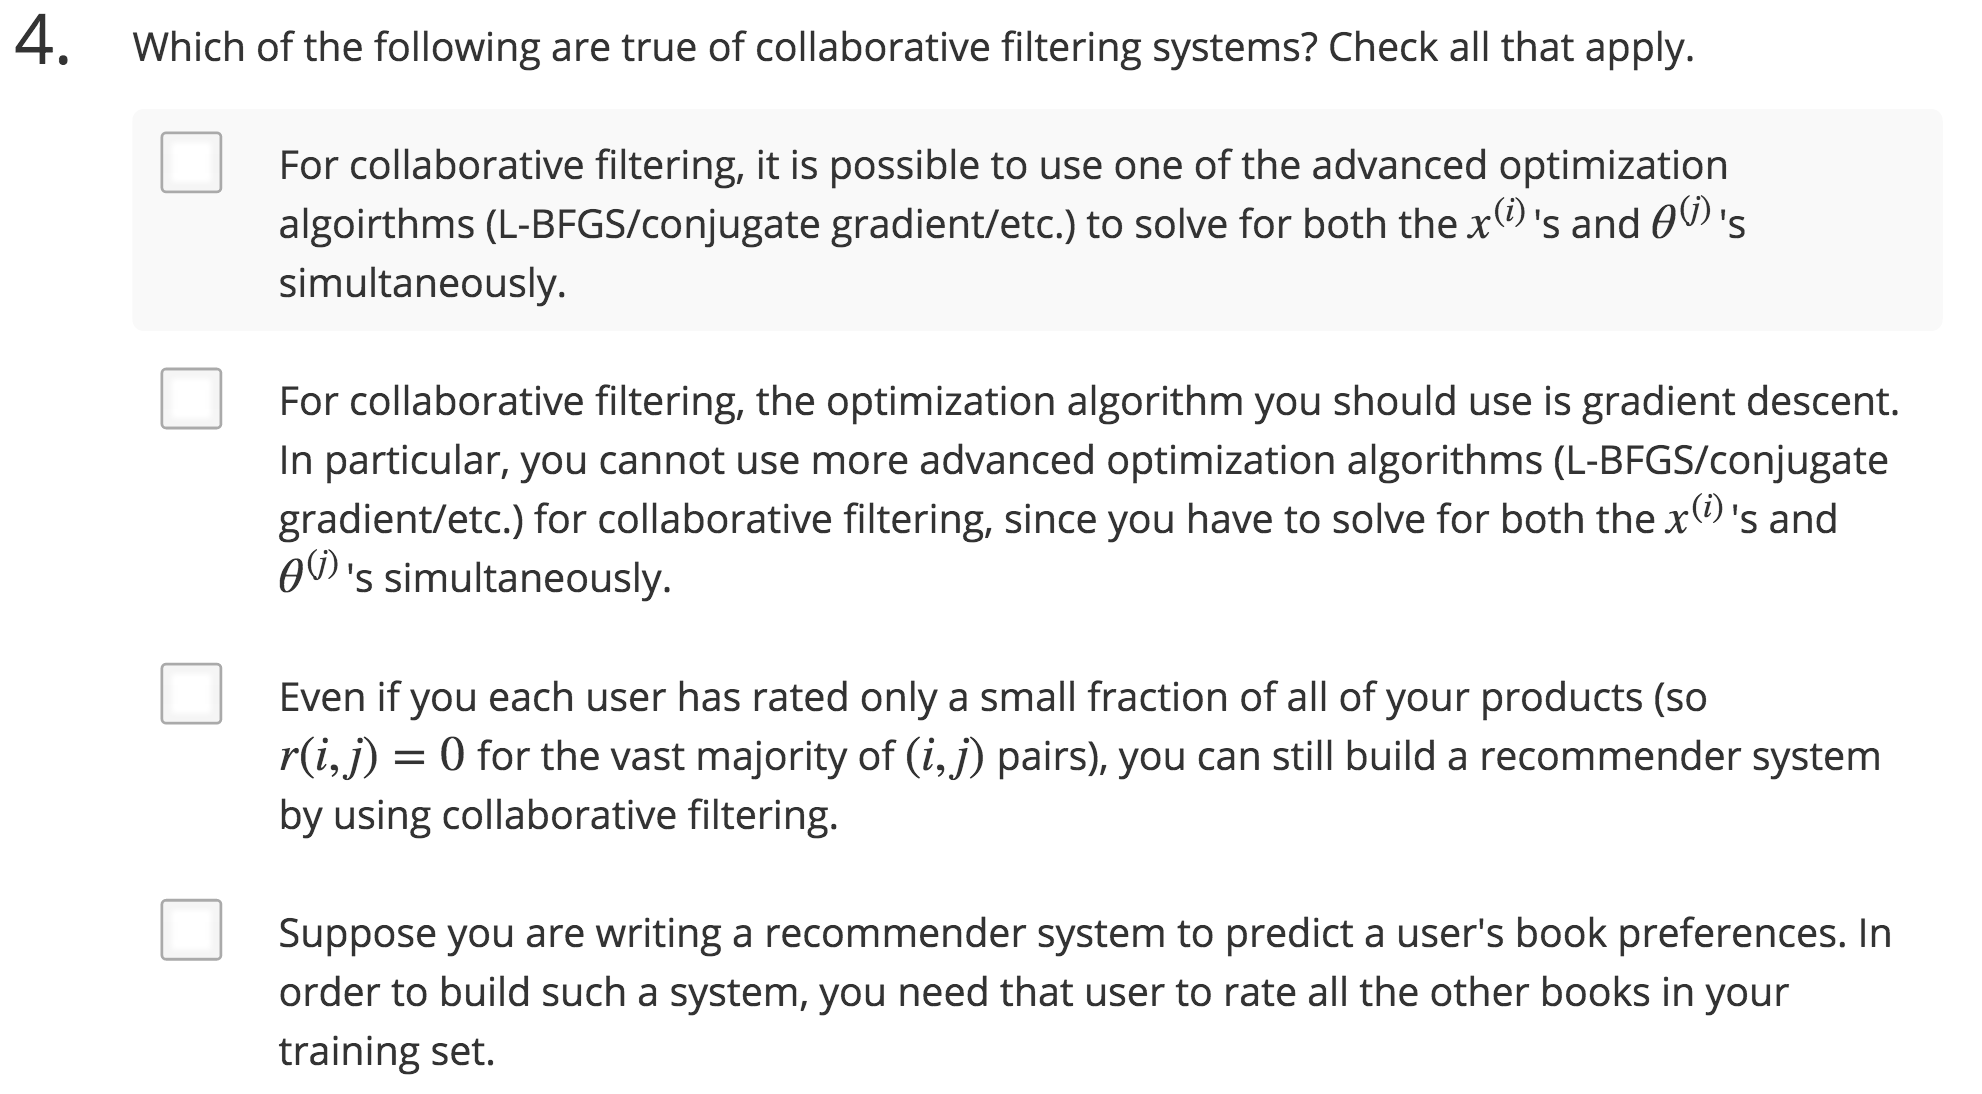 4. Which of the following are true of collaborative filtering systems? Check all that apply.
For collaborative filtering, it is possible to use one of the advanced optimization
algoirthms (L-BFGS/conjugate gradient/etc.) to solve for both the x^(i) 's and θ^(j) 's
simultaneously.
For collaborative filtering, the optimization algorithm you should use is gradient descent.
In particular, you cannot use more advanced optimization algorithms (L-BFGS/conjugate
gradient/etc.) for collaborative filtering, since you have to solve for both the x^(i) 's and
θ^(j) 's simultaneously.
Even if you each user has rated only a small fraction of all of your products (so
r(i, j) = 0 for the vast majority of (i, j) pairs), you can still build a recommender system
by using collaborative filtering.
Suppose you are writing a recommender system to predict a user's book preferences. In
order to build such a system, you need that user to rate all the other books in your
training set.